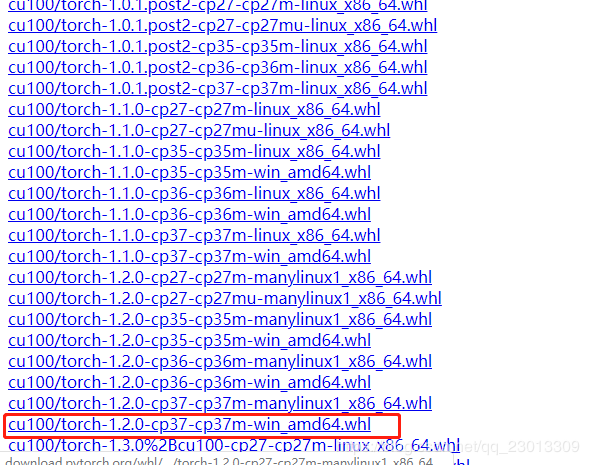 cu100/torch-1.0.1.post2-cp27-cp27m-linux_x86_64.whl
cu100/torch-1.0.1.post2-cp27-cp27mu-linux_x86_64.whl
cu100/torch-1.0.1.post2-cp35-cp35m-linux_x86_64.whl
cu100/torch-1.0.1.post2-cp36-cp36m-linux_x86_64.whl
cu100/torch-1.0.1.post2-cp37-cp37m-linux_x86_64.whl
cu100/torch-1.1.0-cp27-cp27m-linux_x86_64.whl
cu100/torch-1.1.0-cp27-cp27mu-linux_x86_64.whl
cu100/torch-1.1.0-cp35-cp35m-linux_x86_64.whl
cu100/torch-1.1.0-cp35-cp35m-win_amd64.whl
cu100/torch-1.1.0-cp36-cp36m-linux_x86_64.whl
cu100/torch-1.1.0-cp36-cp36m-win_amd64.whl
cu100/torch-1.1.0-cp37-cp37m-linux_x86_64.whl
cu100/torch-1.1.0-cp37-cp37m-win_amd64.whl
cu100/torch-1.2.0-cp27-cp27m-manylinux1_x86_64.whl
cu100/torch-1.2.0-cp27-cp27mu-manylinux1_x86_64.whl
cu100/torch-1.2.0-cp35-cp35m-manylinux1_x86_64.whl
cu100/torch-1.2.0-cp35-cp35m-win_amd64.whl
cu100/torch-1.2.0-cp36-cp36m-manylinux1_x86_64.whl
cu100/torch-1.2.0-cp36-cp36m-win_amd64.whl
cu100/torch-1.2.0-cp37-cp37m-manylinux1_x86_64.whl
cu100/torch-1.2.0-cp37-cp37m-win_amd64.whl
cu100/torch-1.3.0%2Bcu100-cp27-cp27m-linux_x86_64.whl
download.pytorch.org/whl/.../torch-1.2.0-cp27-cp27m-manylinux1_x86_64....whl